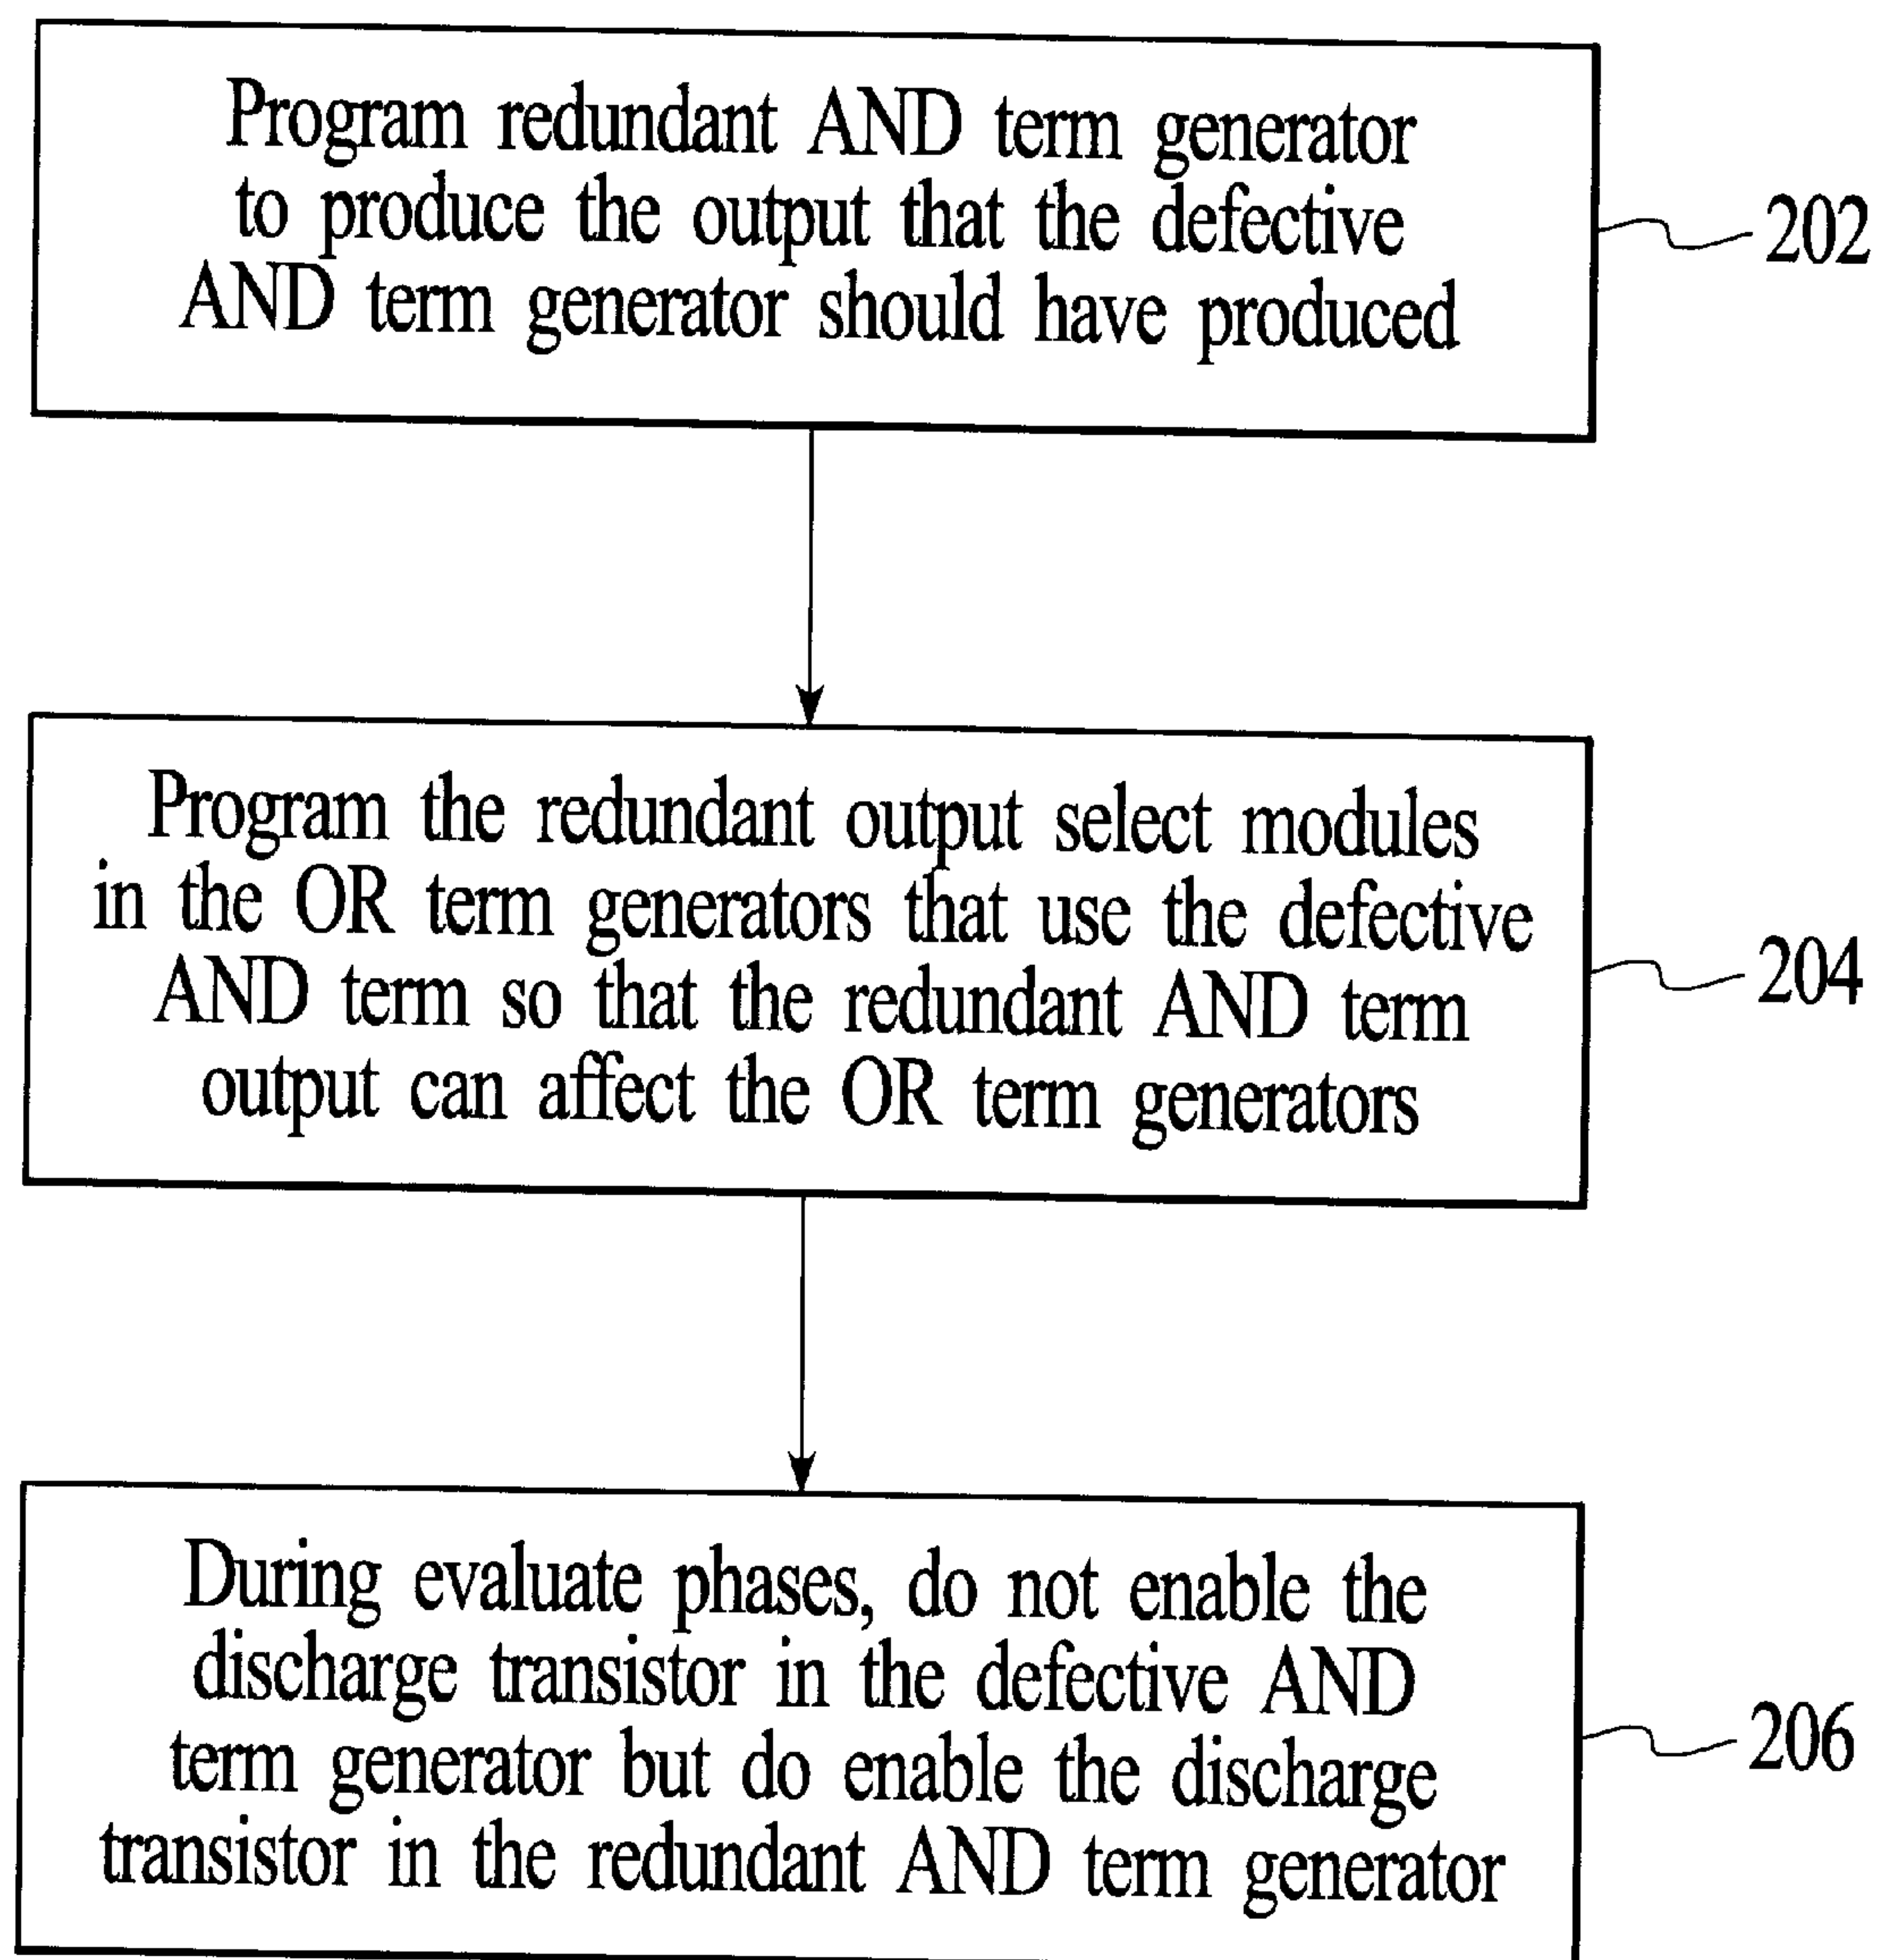 Program redundant AND term generator
to produce the output that the defective
AND term generator should have produced
202
Program the redundant output select modules
in the OR term generators that use the defective
AND term so that the redundant AND term
output can affect the OR term generators
204
During evaluate phases, do not enable the
discharge transistor in the defective AND
term generator but do enable the discharge
transistor in the redundant AND term generator
206